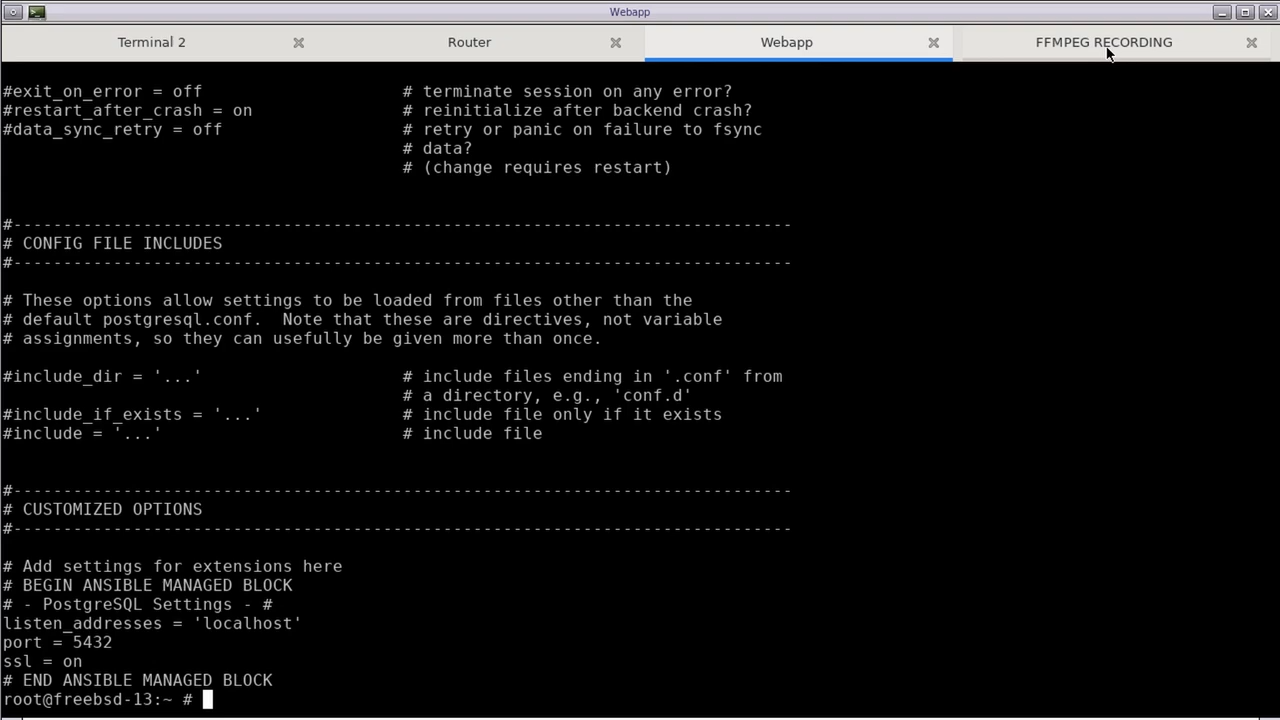 Webapp
Terminal 2
Router
Webapp
FFMPEG RECORDING
#exit_on_error = off                    # terminate session on any error?
#restart_after_crash = on               # reinitialize after backend crash?
#data_sync_retry = off                  # retry or panic on failure to fsync
                                        # data?
                                        # (change requires restart)
#------------------------------------------------------------------------------
# CONFIG FILE INCLUDES
#------------------------------------------------------------------------------
# These options allow settings to be loaded from files other than the
# default postgresql.conf.  Note that these are directives, not variable
# assignments, so they can usefully be given more than once.
#include_dir = '...'                    # include files ending in '.conf' from
                                        # a directory, e.g., 'conf.d'
#include_if_exists = '...'              # include file only if it exists
#include = '...'                        # include file
#------------------------------------------------------------------------------
# CUSTOMIZED OPTIONS
#------------------------------------------------------------------------------
# Add settings for extensions here
# BEGIN ANSIBLE MANAGED BLOCK
# - PostgreSQL Settings - #
listen_addresses = 'localhost'
port = 5432
ssl = on
# END ANSIBLE MANAGED BLOCK
root@freebsd-13:~ #